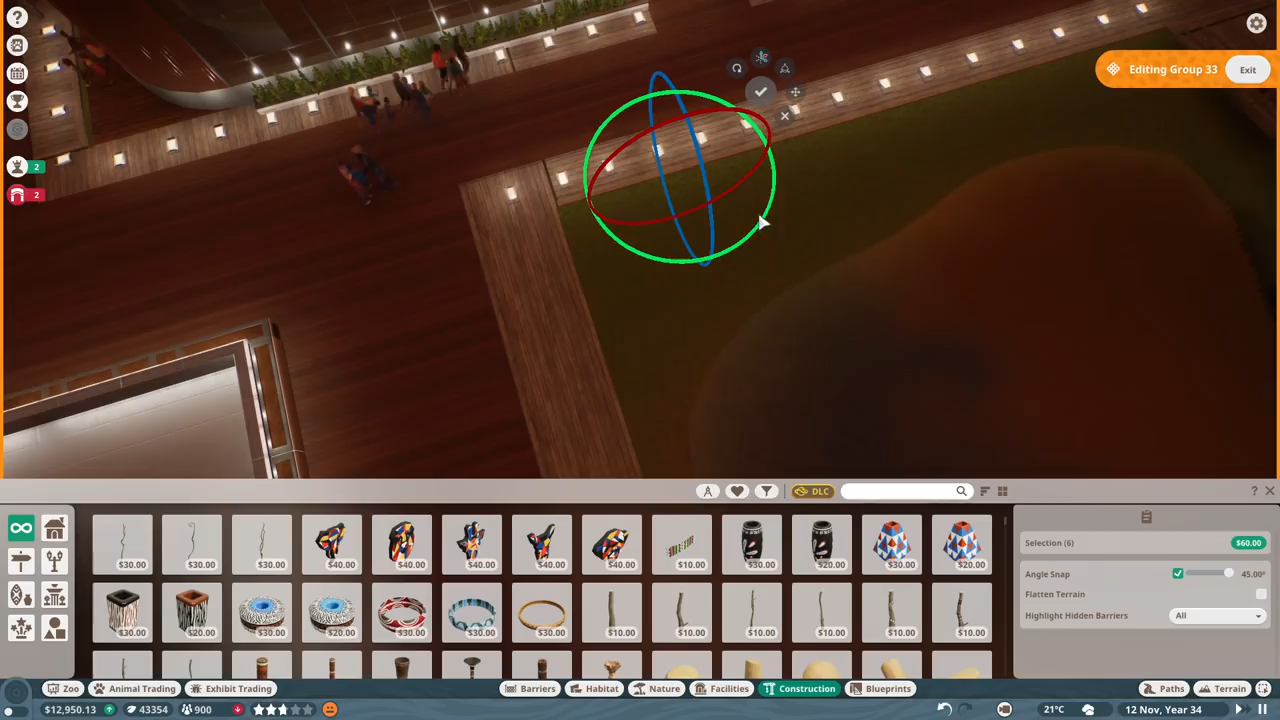 Editing Group 33
Exit
2
2
DLC
?
$30.00 $30.00 $30.00 $40.00 $40.00 $40.00 $40.00 $40.00 $10.00 $30.00 $20.00 $30.00 $20.00
$30.00 $20.00 $30.00 $20.00 $30.00 $30.00 $30.00 $10.00 $10.00 $10.00 $10.00 $10.00 $10.00
Selection (6) $60.00
Angle Snap 45.00°
Flatten Terrain
Highlight Hidden Barriers All
Zoo Animal Trading Exhibit Trading Barriers Habitat Nature Facilities Construction Blueprints Paths Terrain
$12,950.13 43354 900 21°C 12 Nov, Year 34